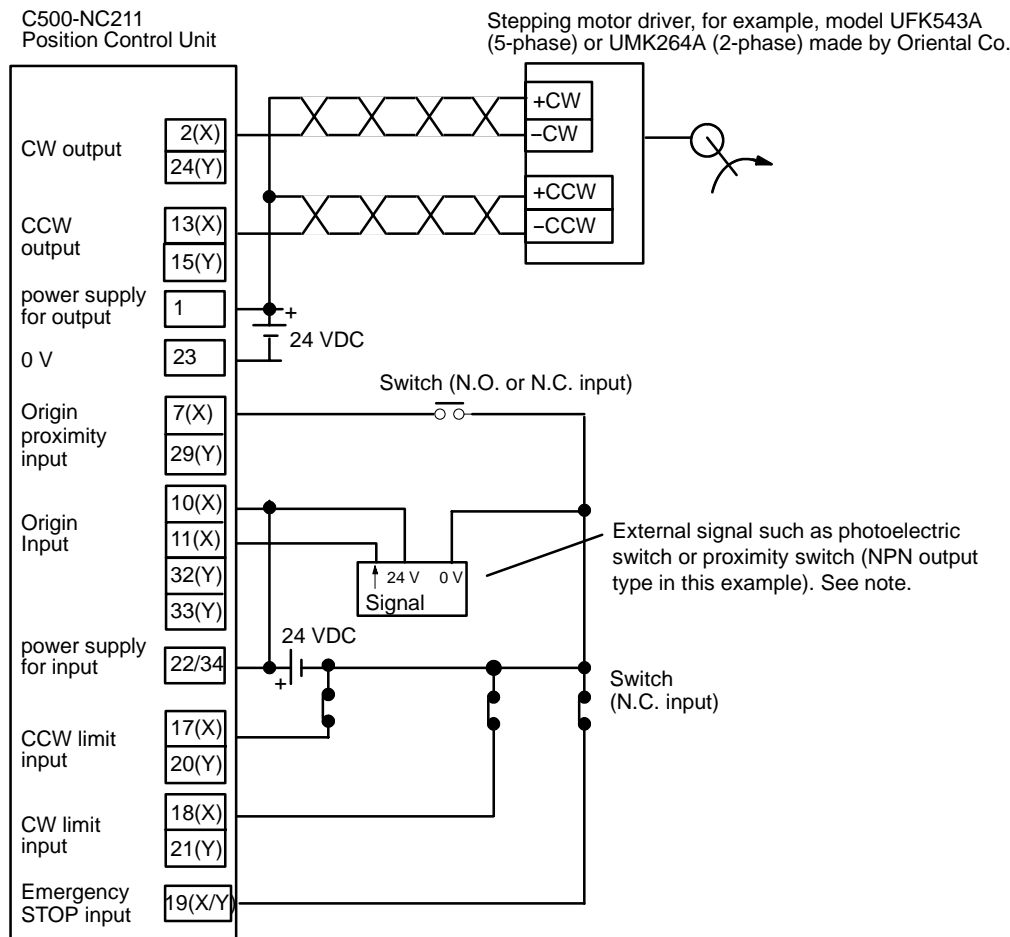 C500-NC211
Position Control Unit
Stepping motor driver, for example, model UFK543A
(5-phase) or UMK264A (2-phase) made by Oriental Co.
CW output
2(X)
24(Y)
+CW
–CW
CCW
output
13(X)
15(Y)
+CCW
–CCW
power supply
for output
1
+
24 VDC
0 V
23
Switch (N.O. or N.C. input)
Origin
proximity
input
7(X)
29(Y)
Origin
Input
10(X)
11(X)
32(Y)
33(Y)
24 V
0 V
Signal
External signal such as photoelectric
switch or proximity switch (NPN output
type in this example). See note.
power supply
for input
22/34
24 VDC
+
Switch
(N.C. input)
CCW limit
input
17(X)
20(Y)
CW limit
input
18(X)
21(Y)
Emergency
STOP input
19(X/Y)